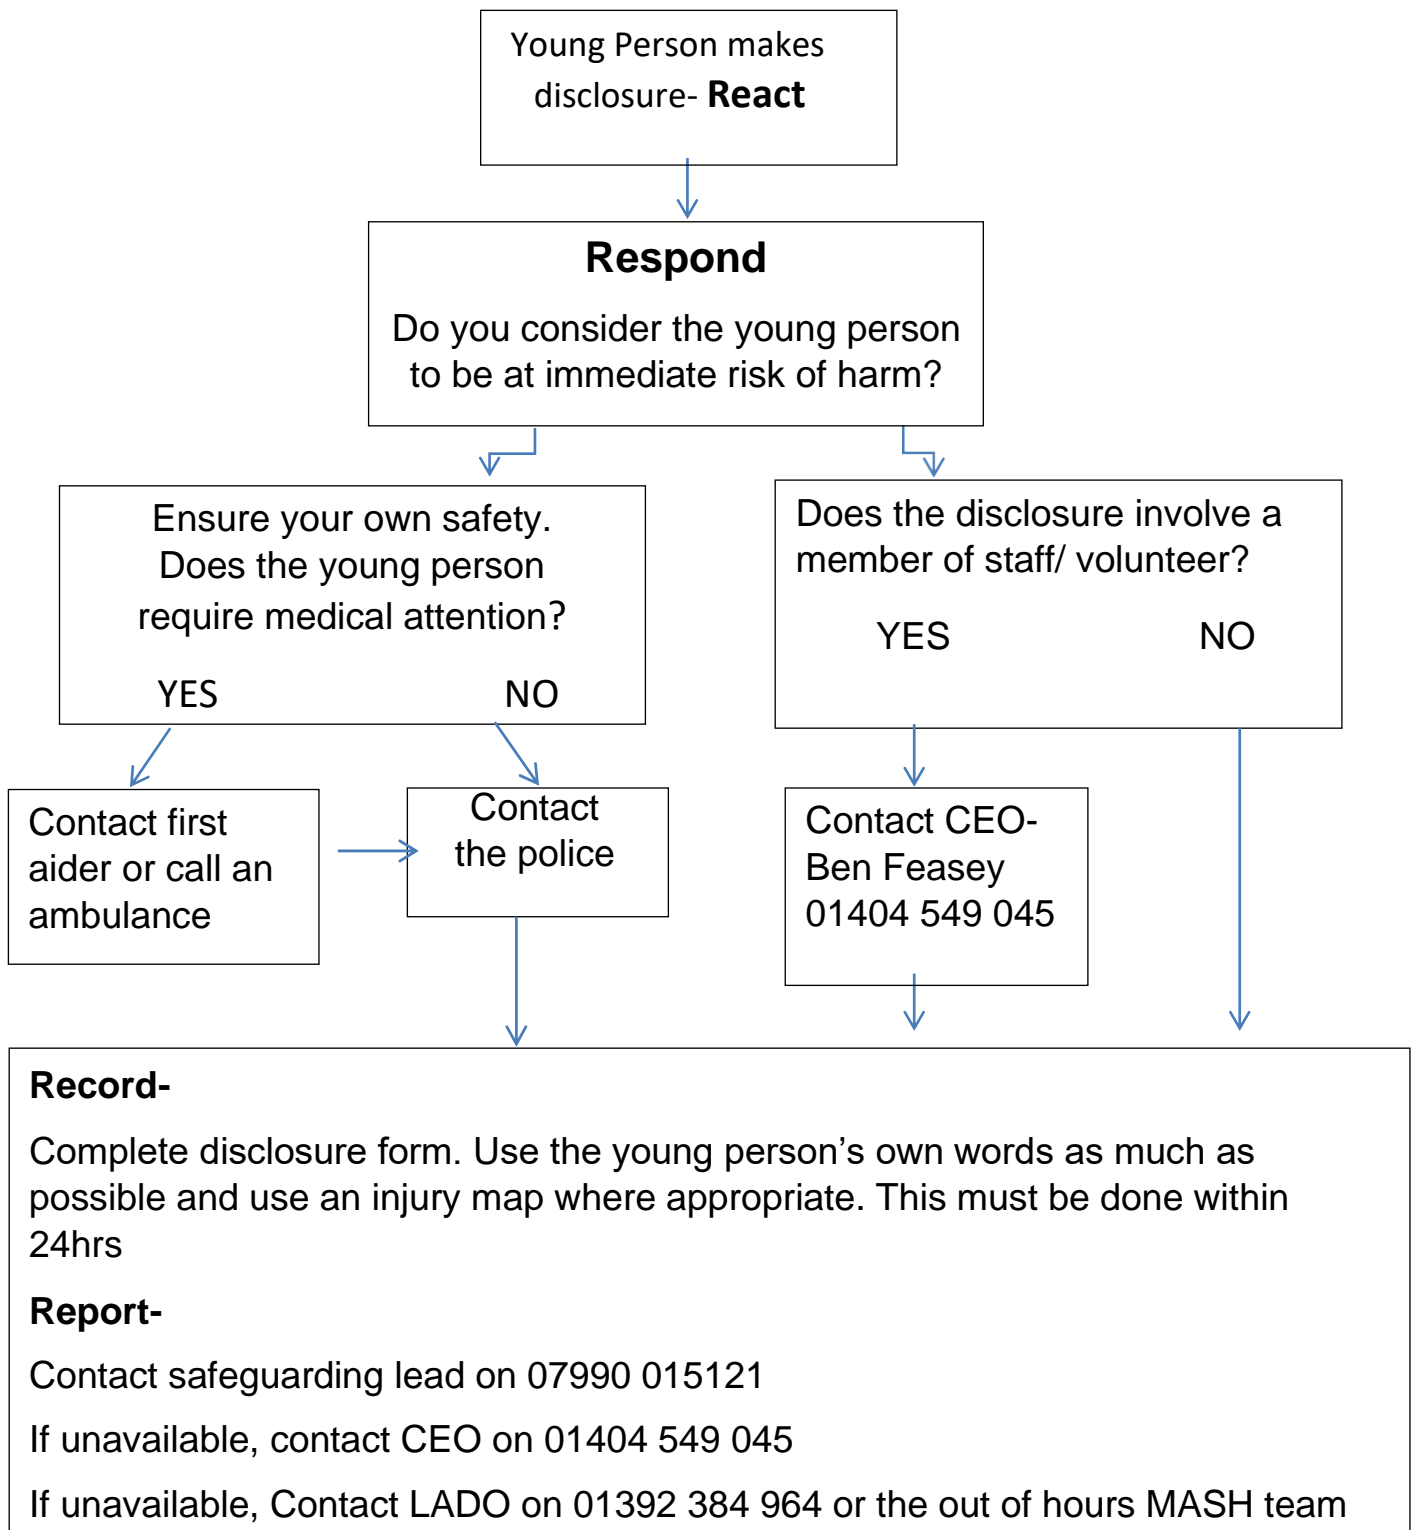 Young Person makes
disclosure- React
Respond
Do you consider the young person
to be at immediate risk of harm?
Ensure your own safety.
Does the young person
require medical attention?
YES NO
Does the disclosure involve a
member of staff/ volunteer?
YES NO
Contact first
aider or call an
ambulance
Contact
the police
Contact CEO-
Ben Feasey
01404 549 045
Record-
Complete disclosure form. Use the young person’s own words as much as
possible and use an injury map where appropriate. This must be done within
24hrs
Report-
Contact safeguarding lead on 07990 015121
If unavailable, contact CEO on 01404 549 045
If unavailable, Contact LADO on 01392 384 964 or the out of hours MASH team